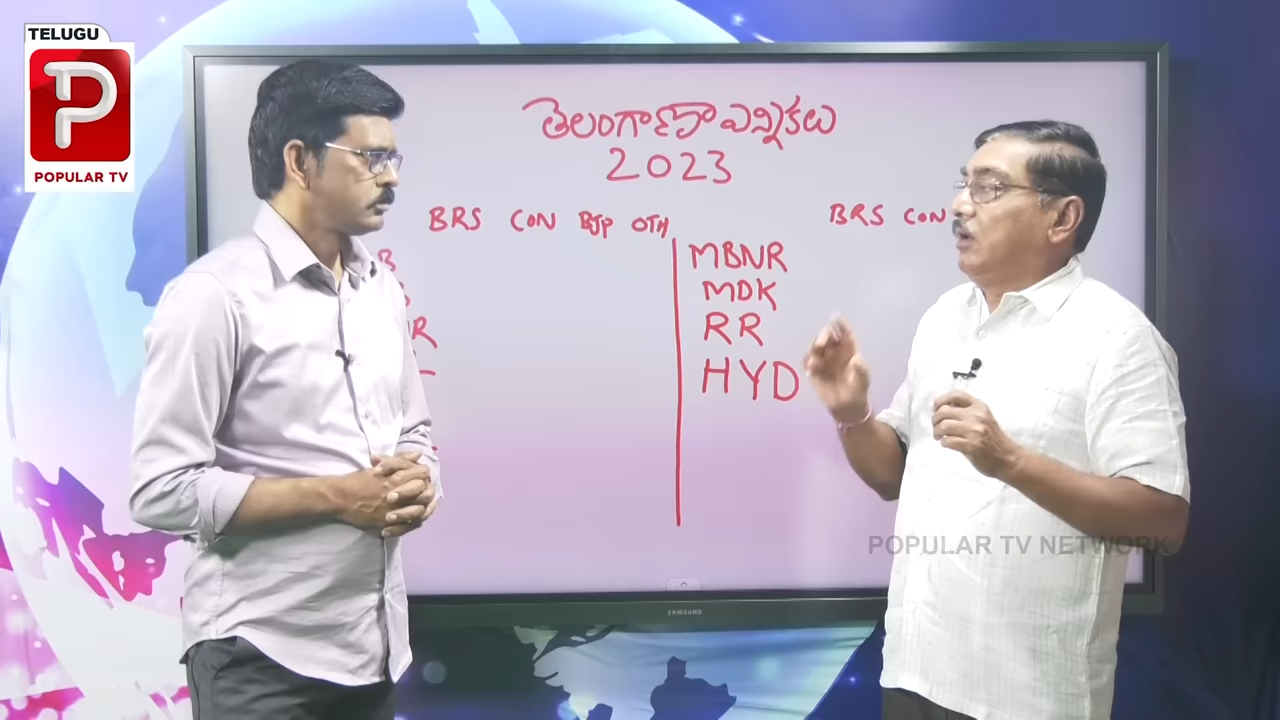 TELUGU
POPULAR TV
తెలంగాణా ఎన్నికలు
2023
BRS CON BJP OTH
BRS CON
MBNR
MDK
RR
HYD
B
R
POPULAR TV NETWORK
SAMSUNG